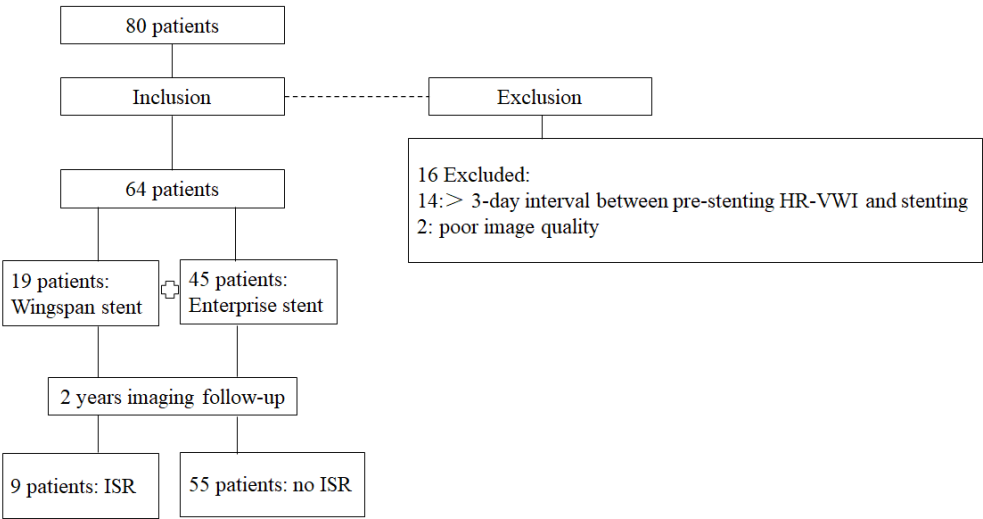 80 patients
Inclusion
Exclusion
16 Excluded:
14:> 3-day interval between pre-stenting HR-VWI and stenting
2: poor image quality
64 patients
19 patients:
Wingspan stent
45 patients:
Enterprise stent
2 years imaging follow-up
9 patients: ISR
55 patients: no ISR